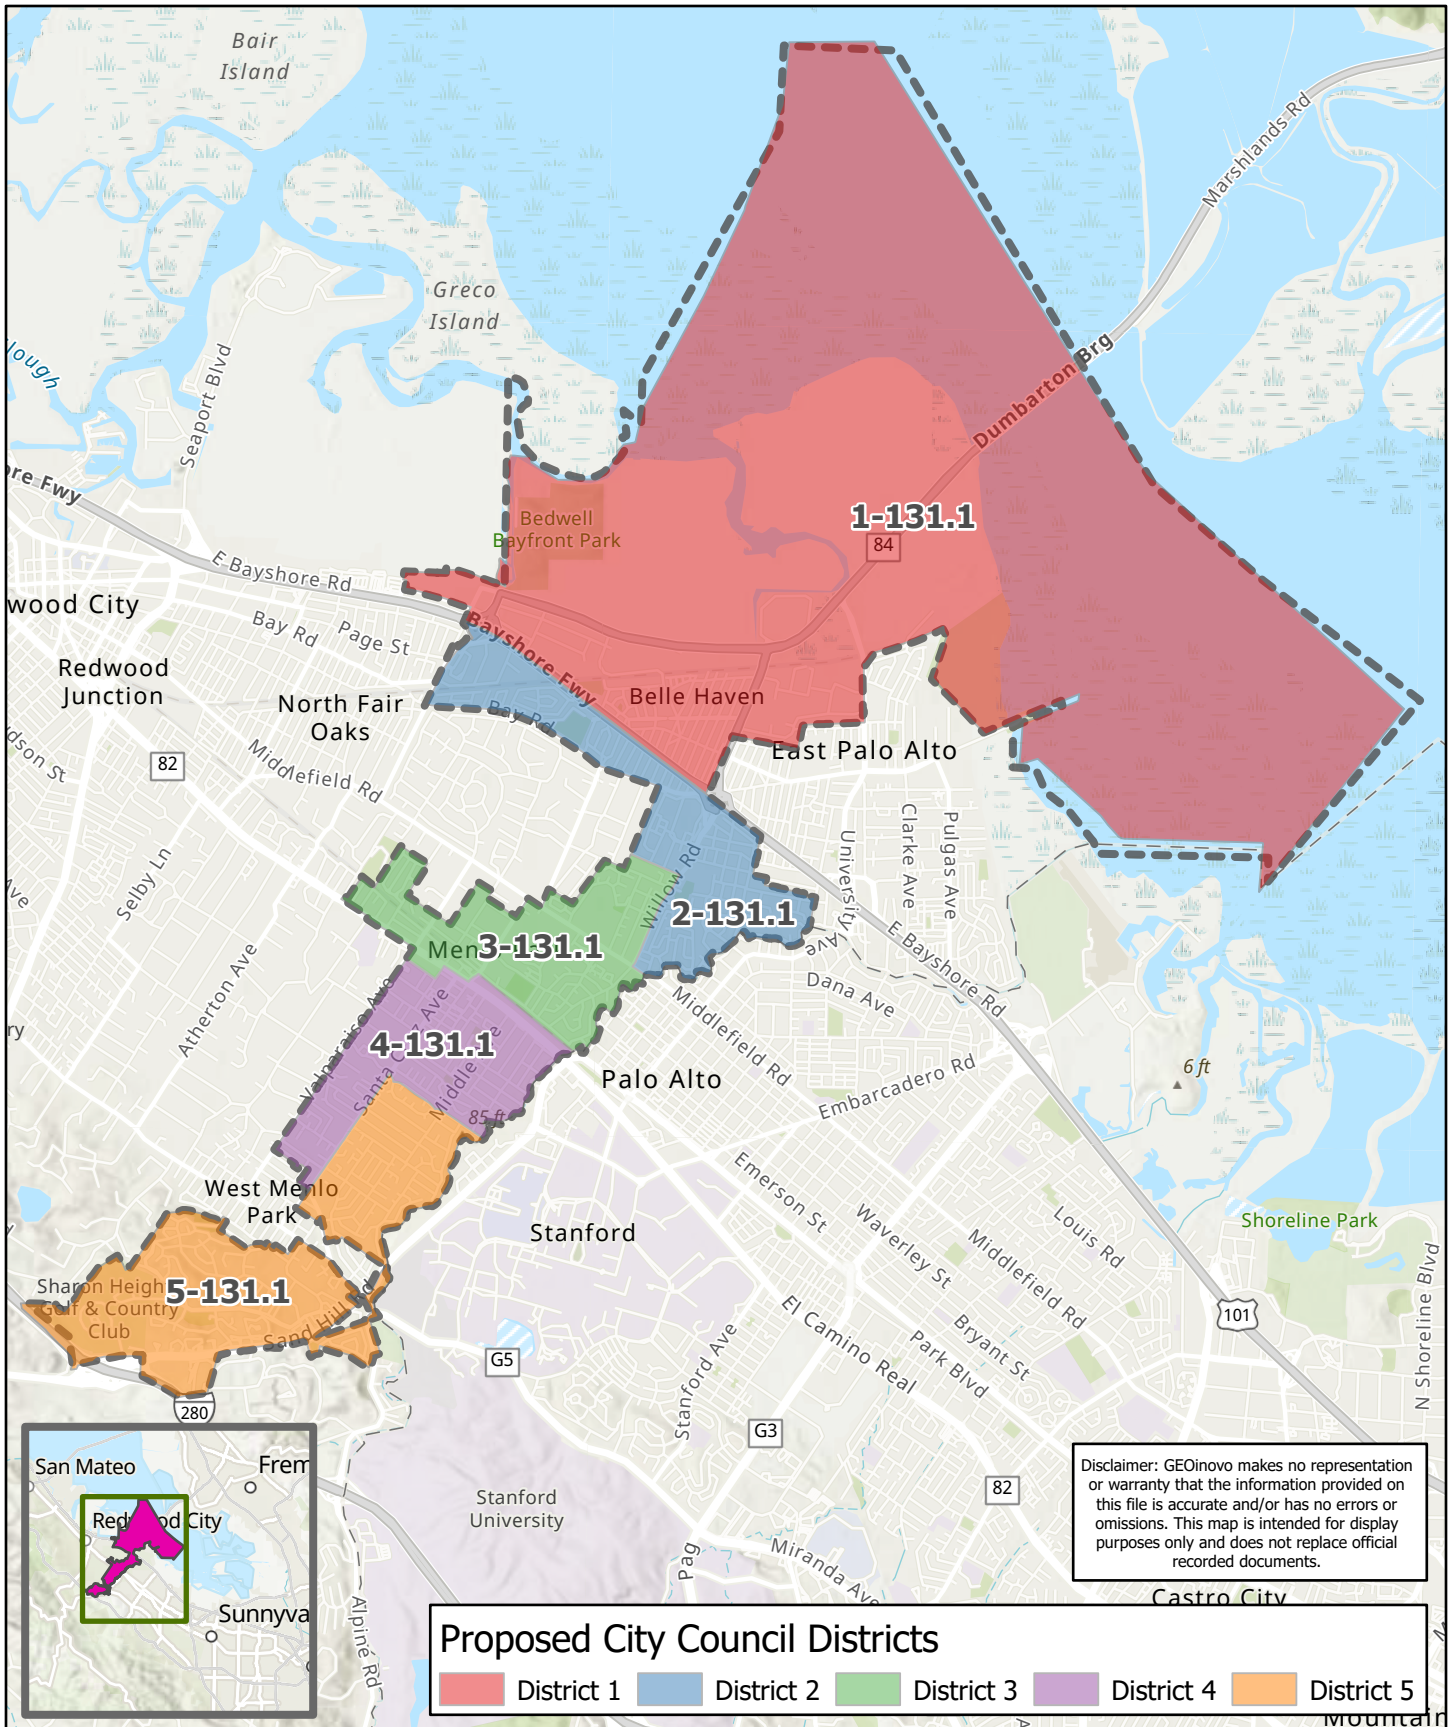 Bair
Island
Marshlands Rd
Greco
Island
Seaport Blvd
Dumbarton Brg
Bedwell
Bayfront Park
1-131.1
84
E Bayshore Rd
Bay Rd
Page St
Bayshore Fwy
Redwood
Junction
North Fair
Oaks
Bay Rd
Belle Haven
East Palo Alto
82
Middlefield Rd
Selby Ln
Willow Rd
University Ave
Clarke Ave
Pulgas Ave
2-131.1
3-131.1
E Bayshore Rd
Atherton Ave
Valparaiso Ave
4-131.1
Dana Ave
Middlefield Rd
Palo Alto
Embarcadero Rd
6 ft
85 ft
West Menlo
Park
Stanford
Emerson St
Waverley St
Middlefield Rd
Louis Rd
Shoreline Park
N Shoreline Blvd
5-131.1
Club
Sand Hill Rd
G5
El Camino Real
Stanford Ave
Park Blvd
Bryant St
101
280
G3
82
Stanford
University
Miranda Ave
Pag
Alpine Rd
Castro City
San Mateo
Frem
Sunnyva
Disclaimer: GEOinovo makes no representation
or warranty that the information provided on
this file is accurate and/or has no errors or
omissions. This map is intended for display
purposes only and does not replace official
recorded documents.
Proposed City Council Districts
District 1
District 2
District 3
District 4
District 5